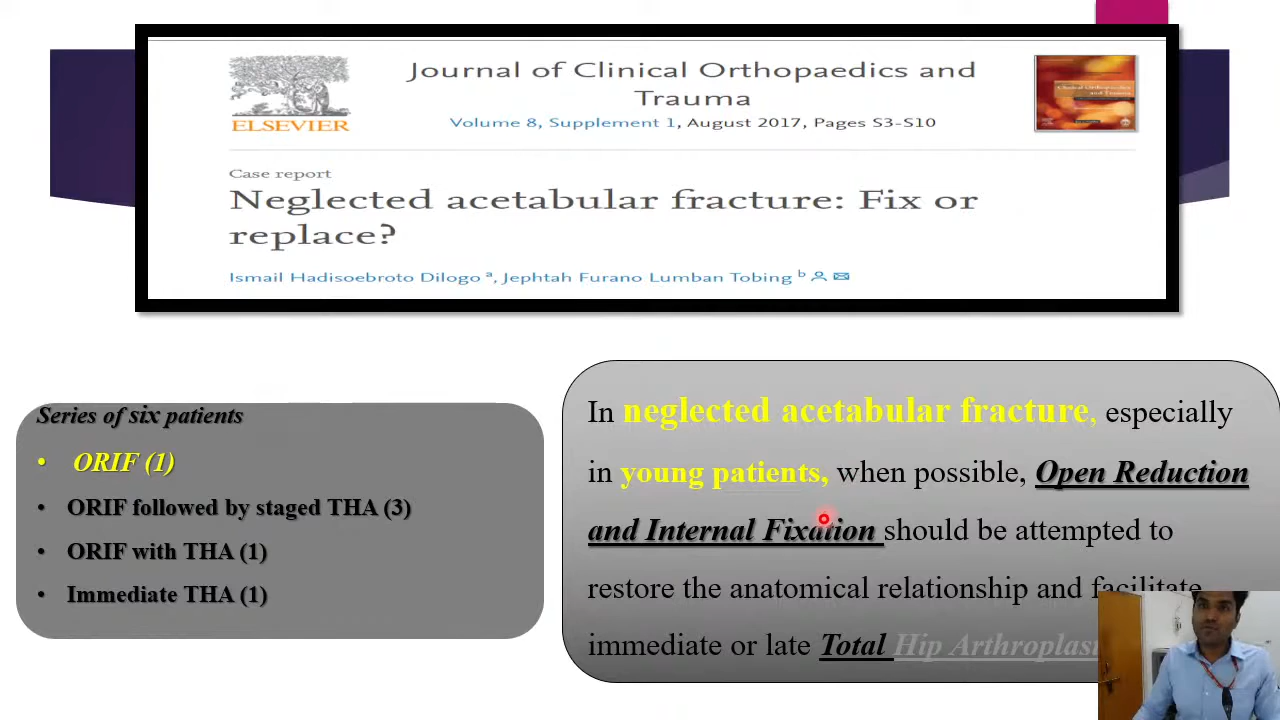 ELSEVIER
Journal of Clinical Orthopaedics and
Trauma
Volume 8, Supplement 1, August 2017, Pages S3-S10
Case report
Neglected acetabular fracture: Fix or
replace?
Ismail Hadisoebroto Dilogo a, Jephtah Furano Lumban Tobing b
Series of six patients
• ORIF (1)
• ORIF followed by staged THA (3)
• ORIF with THA (1)
• Immediate THA (1)
In neglected acetabular fracture, especially
in young patients, when possible, Open Reduction
and Internal Fixation should be attempted to
restore the anatomical relationship and facilitate
immediate or late Total Hip Arthroplast